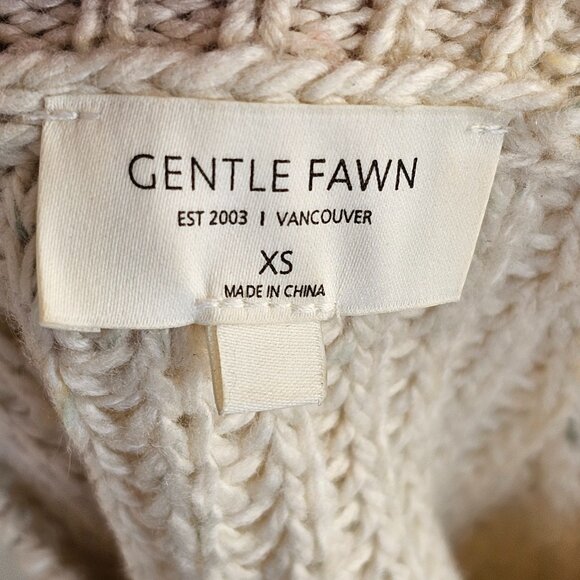 GENTLE FAWN
EST 2003 | VANCOUVER
XS
MADE IN CHINA